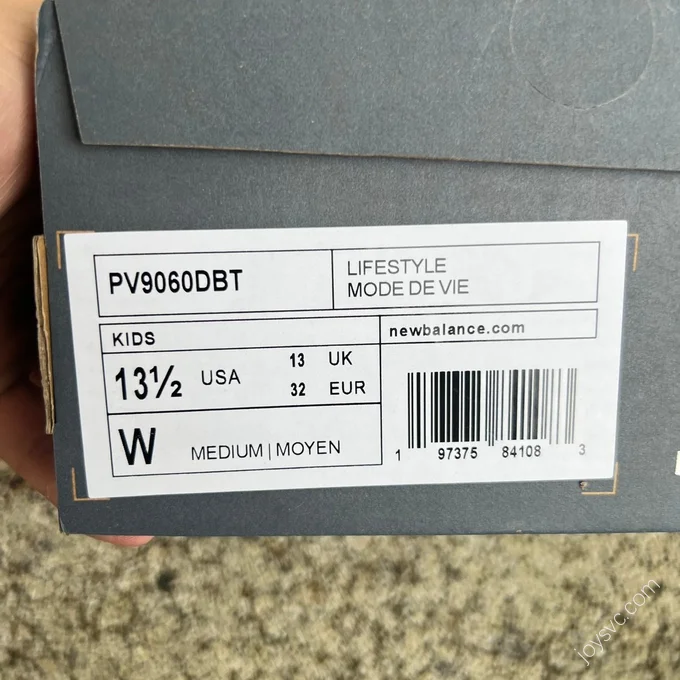 PV9060DBT
LIFESTYLE
MODE DE VIE
KIDS
newbalance.com
13½ USA
13 UK
32 EUR
W MEDIUM | MOYEN
1 97375 84108 3
joysvc.com